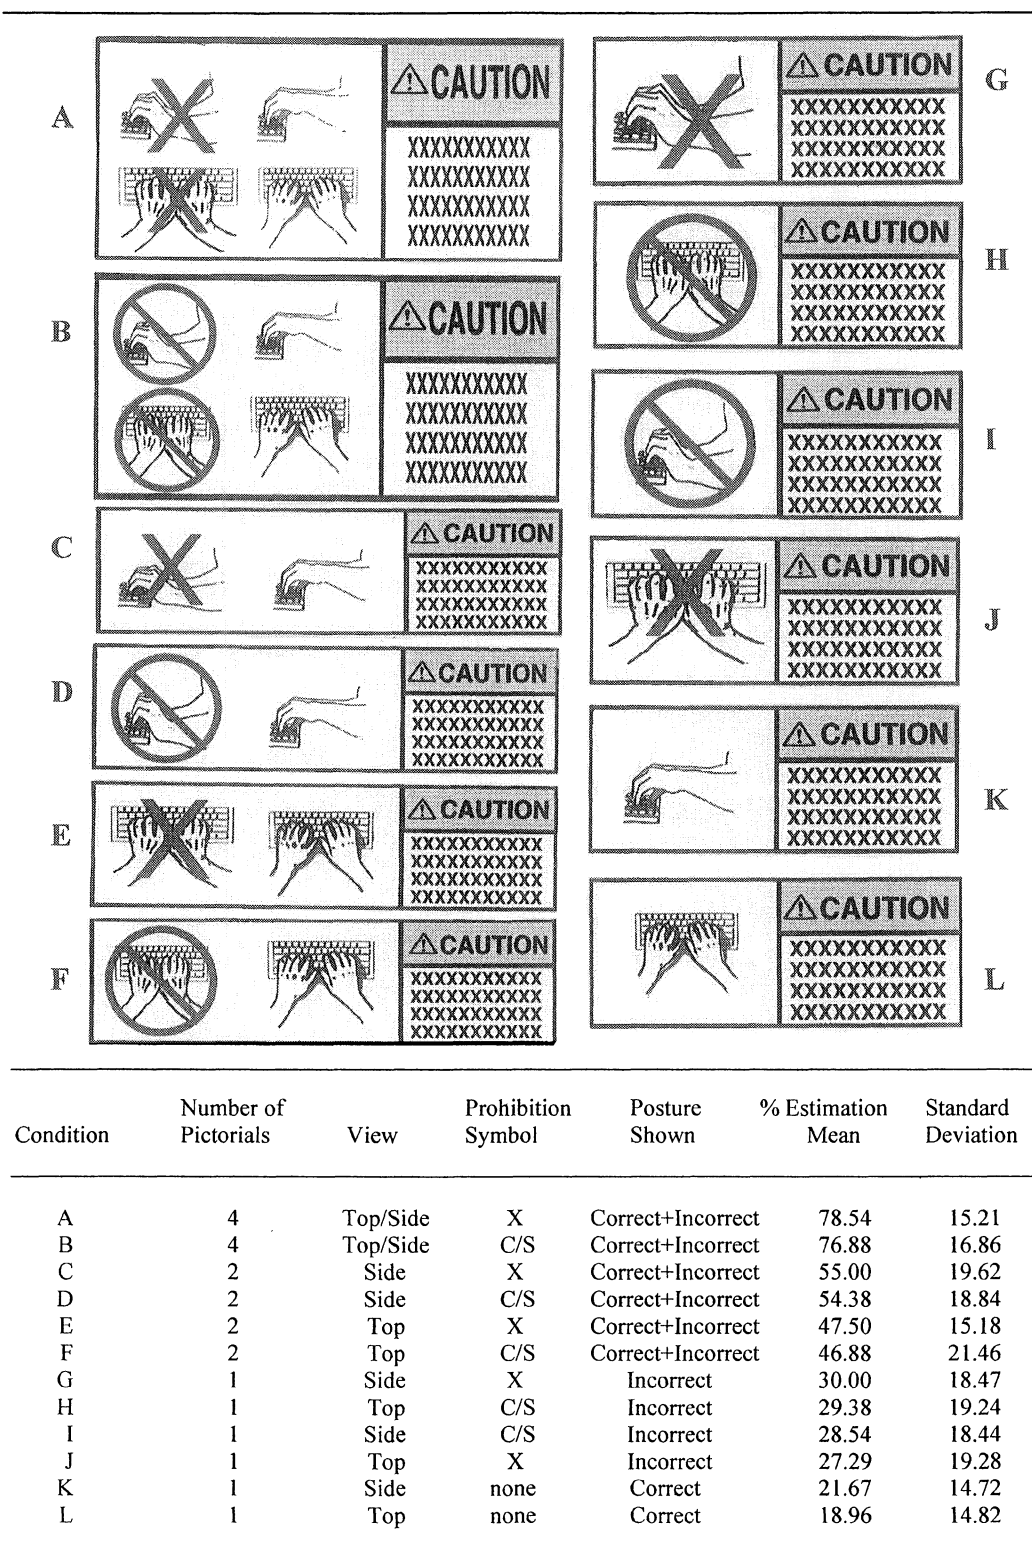 A
⚠CAUTION
XXXXXXXXXXX
XXXXXXXXXXX
XXXXXXXXXXX
XXXXXXXXXXX
B
⚠CAUTION
XXXXXXXXXXX
XXXXXXXXXXX
XXXXXXXXXXX
XXXXXXXXXXX
C
⚠CAUTION
XXXXXXXXXXX
XXXXXXXXXXX
XXXXXXXXXXX
XXXXXXXXXXX
D
⚠CAUTION
XXXXXXXXXXX
XXXXXXXXXXX
XXXXXXXXXXX
XXXXXXXXXXX
E
⚠CAUTION
XXXXXXXXXXX
XXXXXXXXXXX
XXXXXXXXXXX
XXXXXXXXXXX
F
⚠CAUTION
XXXXXXXXXXX
XXXXXXXXXXX
XXXXXXXXXXX
XXXXXXXXXXX
⚠CAUTION
G
XXXXXXXXXXX
XXXXXXXXXXX
XXXXXXXXXXX
XXXXXXXXXXX
⚠CAUTION
H
XXXXXXXXXXX
XXXXXXXXXXX
XXXXXXXXXXX
XXXXXXXXXXX
⚠CAUTION
I
XXXXXXXXXXX
XXXXXXXXXXX
XXXXXXXXXXX
XXXXXXXXXXX
⚠CAUTION
J
XXXXXXXXXXX
XXXXXXXXXXX
XXXXXXXXXXX
XXXXXXXXXXX
⚠CAUTION
K
XXXXXXXXXXX
XXXXXXXXXXX
XXXXXXXXXXX
XXXXXXXXXXX
⚠CAUTION
L
XXXXXXXXXXX
XXXXXXXXXXX
XXXXXXXXXXX
XXXXXXXXXXX
Number of Prohibition Posture % Estimation Standard
Condition Pictorials View Symbol Shown Mean Deviation
A 4 Top/Side X Correct+Incorrect 78.54 15.21
B 4 Top/Side C/S Correct+Incorrect 76.88 16.86
C 2 Side X Correct+Incorrect 55.00 19.62
D 2 Side C/S Correct+Incorrect 54.38 18.84
E 2 Top X Correct+Incorrect 47.50 15.18
F 2 Top C/S Correct+Incorrect 46.88 21.46
G 1 Side X Incorrect 30.00 18.47
H 1 Top C/S Incorrect 29.38 19.24
I 1 Side C/S Incorrect 28.54 18.44
J 1 Top X Incorrect 27.29 19.28
K 1 Side none Correct 21.67 14.72
L 1 Top none Correct 18.96 14.82